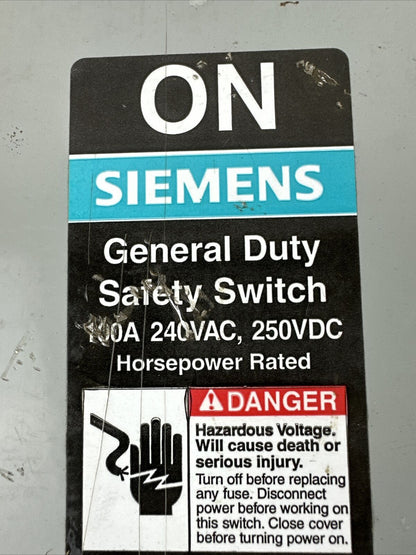 ON
SIEMENS
General Duty
Safety Switch
100A 240VAC, 250VDC
Horsepower Rated
DANGER
Hazardous Voltage.
Will cause death or
serious injury.
Turn off before replacing
any fuse. Disconnect
power before working on
this switch. Close cover
before turning power on.